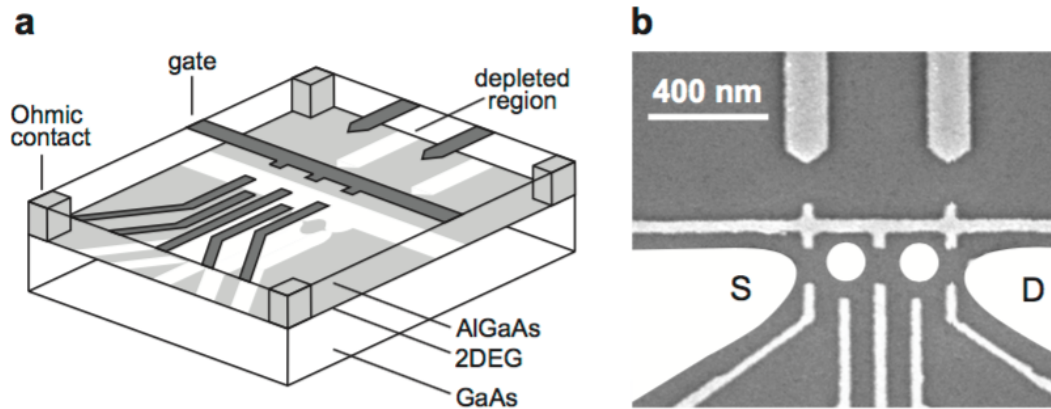 a
gate
depleted
region
Ohmic
contact
AlGaAs
2DEG
GaAs
b
400 nm
S
D